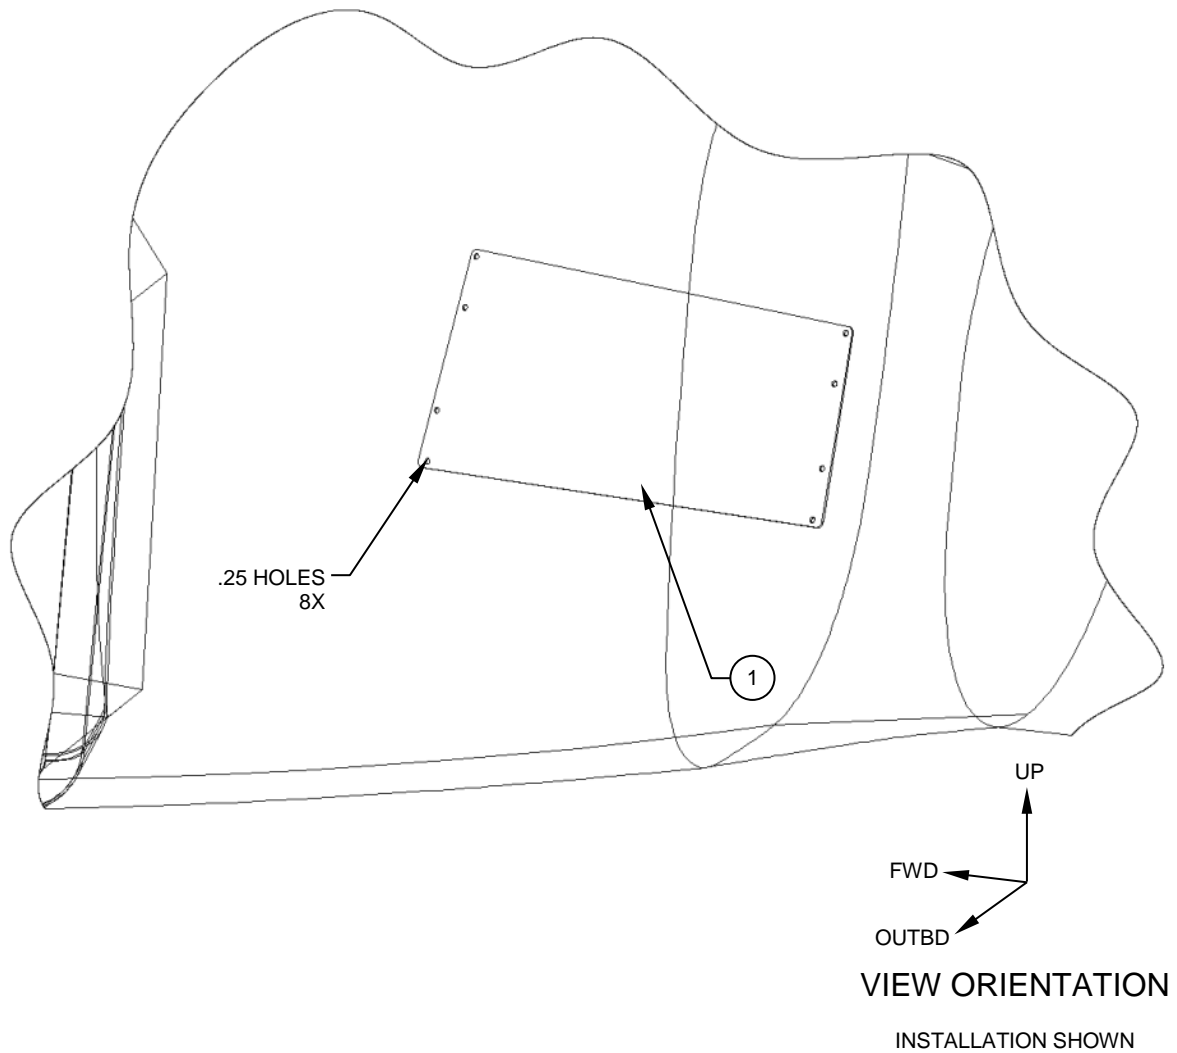 .25 HOLES
8X
1
UP
FWD
OUTBD
VIEW ORIENTATION
INSTALLATION SHOWN